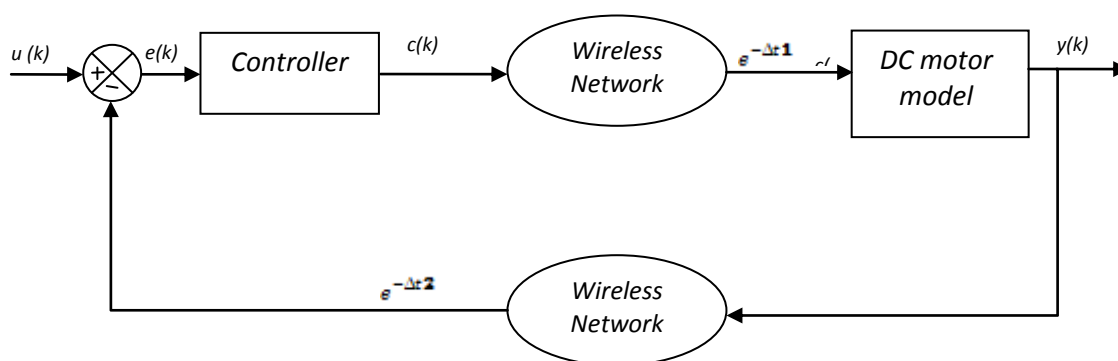 u (k)
+
−
e(k)
Controller
c(k)
Wireless
Network
e^{-Δt1}
DC motor
model
y(k)
e^{-Δt2}
Wireless
Network